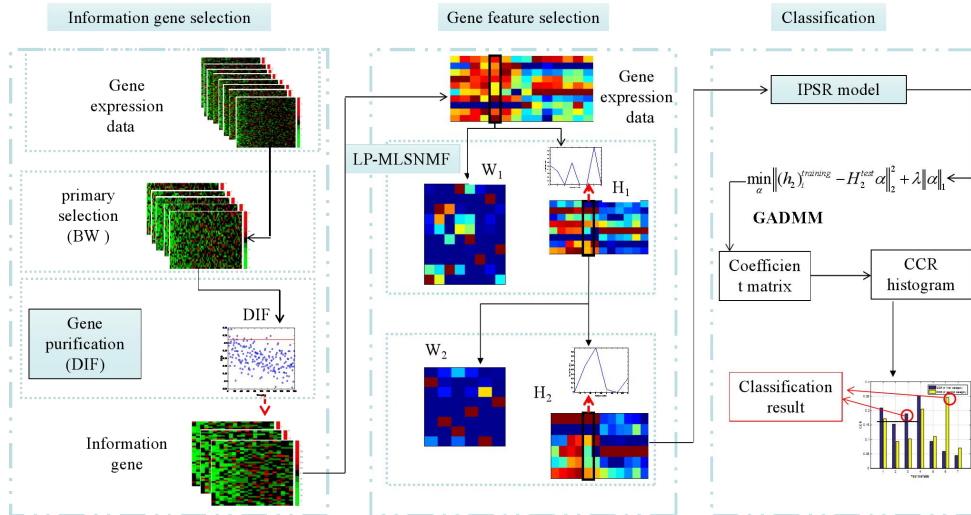 Information gene selection
Gene
expression
data
primary
selection
(BW )
Gene
purification
(DIF)
DIF
Information
gene
Gene feature selection
Gene
expression
data
LP-MLSNMF
W1
H1
W2
H2
Classification
IPSR model
min α ‖(h2)i^training − H2^test α‖2^2 + λ‖α‖1
GADMM
Coefficien
t matrix
CCR
histogram
Classification
result